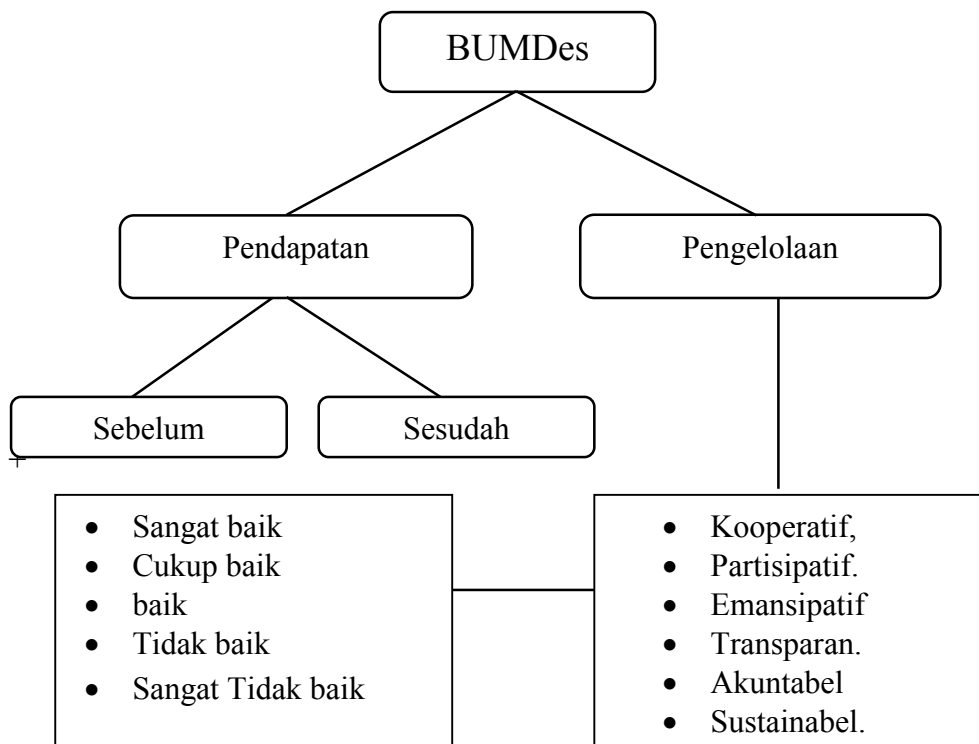 BUMDes
Pendapatan
Pengelolaan
Sebelum
Sesudah
• Sangat baik
• Cukup baik
• baik
• Tidak baik
• Sangat Tidak baik
• Kooperatif,
• Partisipatif.
• Emansipatif
• Transparan.
• Akuntabel
• Sustainabel.